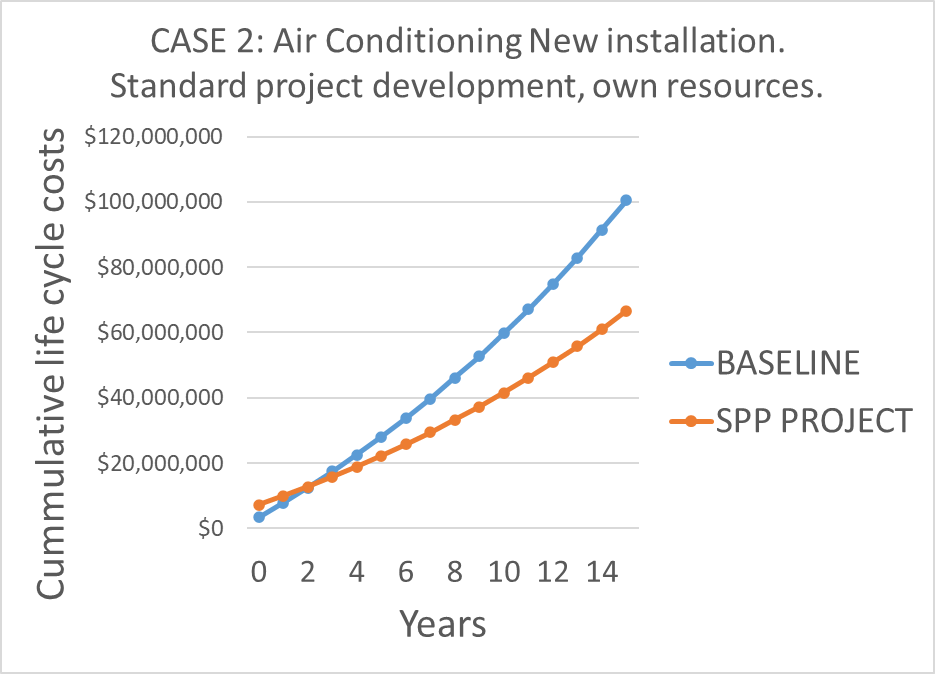 CASE 2: Air Conditioning New installation.
Standard project development, own resources.
Cummulative life cycle costs
$120,000,000
$100,000,000
$80,000,000
$60,000,000
$40,000,000
$20,000,000
$0
0 2 4 6 8 10 12 14
Years
BASELINE
SPP PROJECT